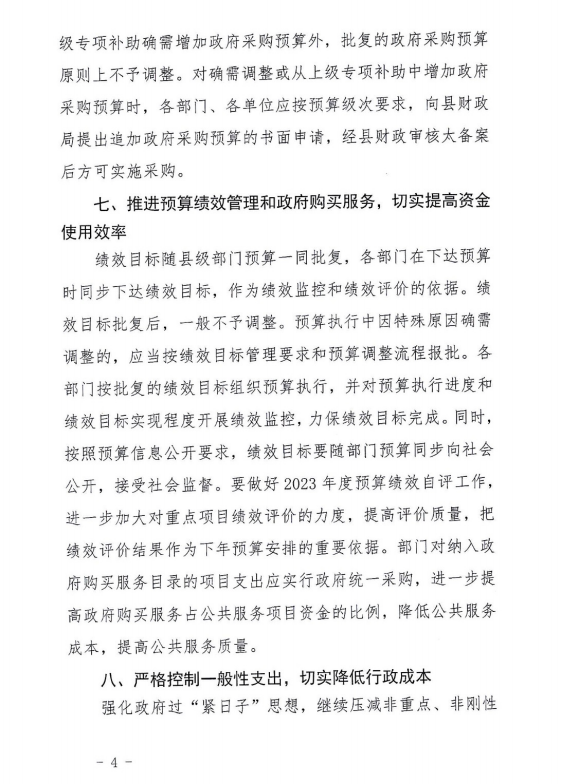 级专项补助确需增加政府采购预算外，批复的政府采购预算
原则上不予调整。对确需调整或从上级专项补助中增加政府
采购预算时，各部门、各单位应按预算级次要求，向县财政
局提出追加政府采购预算的书面申请，经县财政审核太备案
后方可实施采购。
七、推进预算绩效管理和政府购买服务，切实提高资金
使用效率
绩效目标随县级部门预算一同批复，各部门在下达预算
时同步下达绩效目标，作为绩效监控和绩效评价的依据。绩
效目标批复后，一般不予调整。预算执行中因特殊原因确需
调整的，应当按绩效目标管理要求和预算调整流程报批。各
部门按批复的绩效目标组织预算执行，并对预算执行进度和
绩效目标实现程度开展绩效监控，力保绩效目标完成。同时，
按照预算信息公开要求，绩效目标要随部门预算同步向社会
公开，接受社会监督。要做好 2023 年度预算绩效自评工作，
进一步加大对重点项目绩效评价的力度，提高评价质量，把
绩效评价结果作为下年预算安排的重要依据。部门对纳入政
府购买服务目录的项目支出应实行政府统一采购，进一步提
高政府购买服务占公共服务项目资金的比例，降低公共服务
成本，提高公共服务质量。
八、严格控制一般性支出，切实降低行政成本
强化政府过“紧日子”思想，继续压减非重点、非刚性
- 4 -